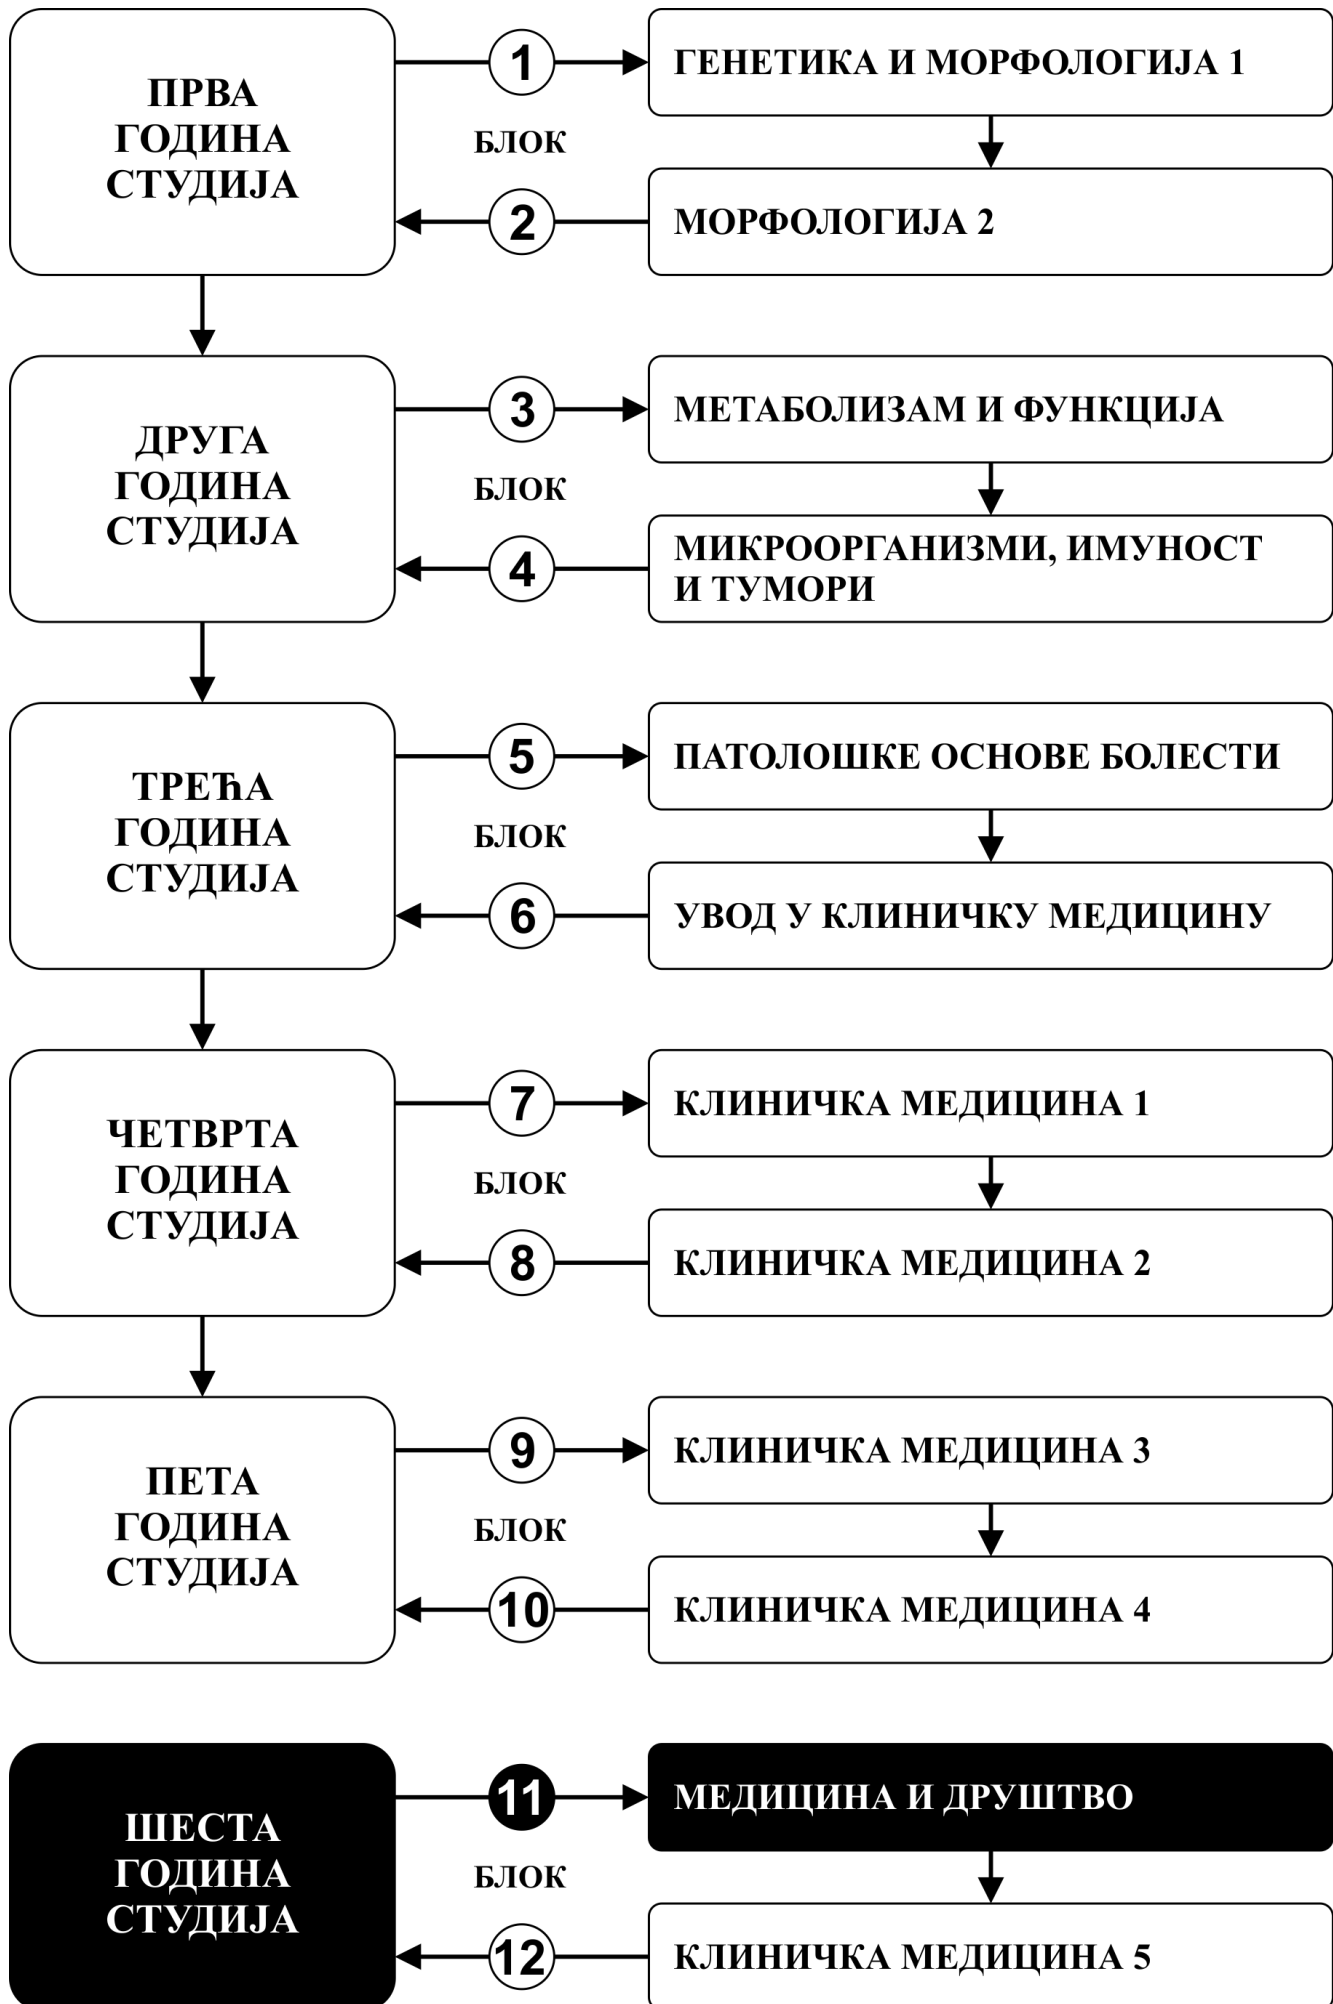 ПРВА
ГОДИНА
СТУДИЈА
1
ГЕНЕТИКА И МОРФОЛОГИЈА 1
БЛОК
2
МОРФОЛОГИЈА 2
ДРУГА
ГОДИНА
СТУДИЈА
3
МЕТАБОЛИЗАМ И ФУНКЦИЈА
БЛОК
4
МИКРООРГАНИЗМИ, ИМУНОСТ
И ТУМОРИ
ТРЕЋА
ГОДИНА
СТУДИЈА
5
ПАТОЛОШКЕ ОСНОВЕ БОЛЕСТИ
БЛОК
6
УВОД У КЛИНИЧКУ МЕДИЦИНУ
ЧЕТВРТА
ГОДИНА
СТУДИЈА
7
КЛИНИЧКА МЕДИЦИНА 1
БЛОК
8
КЛИНИЧКА МЕДИЦИНА 2
ПЕТА
ГОДИНА
СТУДИЈА
9
КЛИНИЧКА МЕДИЦИНА 3
БЛОК
10
КЛИНИЧКА МЕДИЦИНА 4
ШЕСТА
ГОДИНА
СТУДИЈА
11
МЕДИЦИНА И ДРУШТВО
БЛОК
12
КЛИНИЧКА МЕДИЦИНА 5